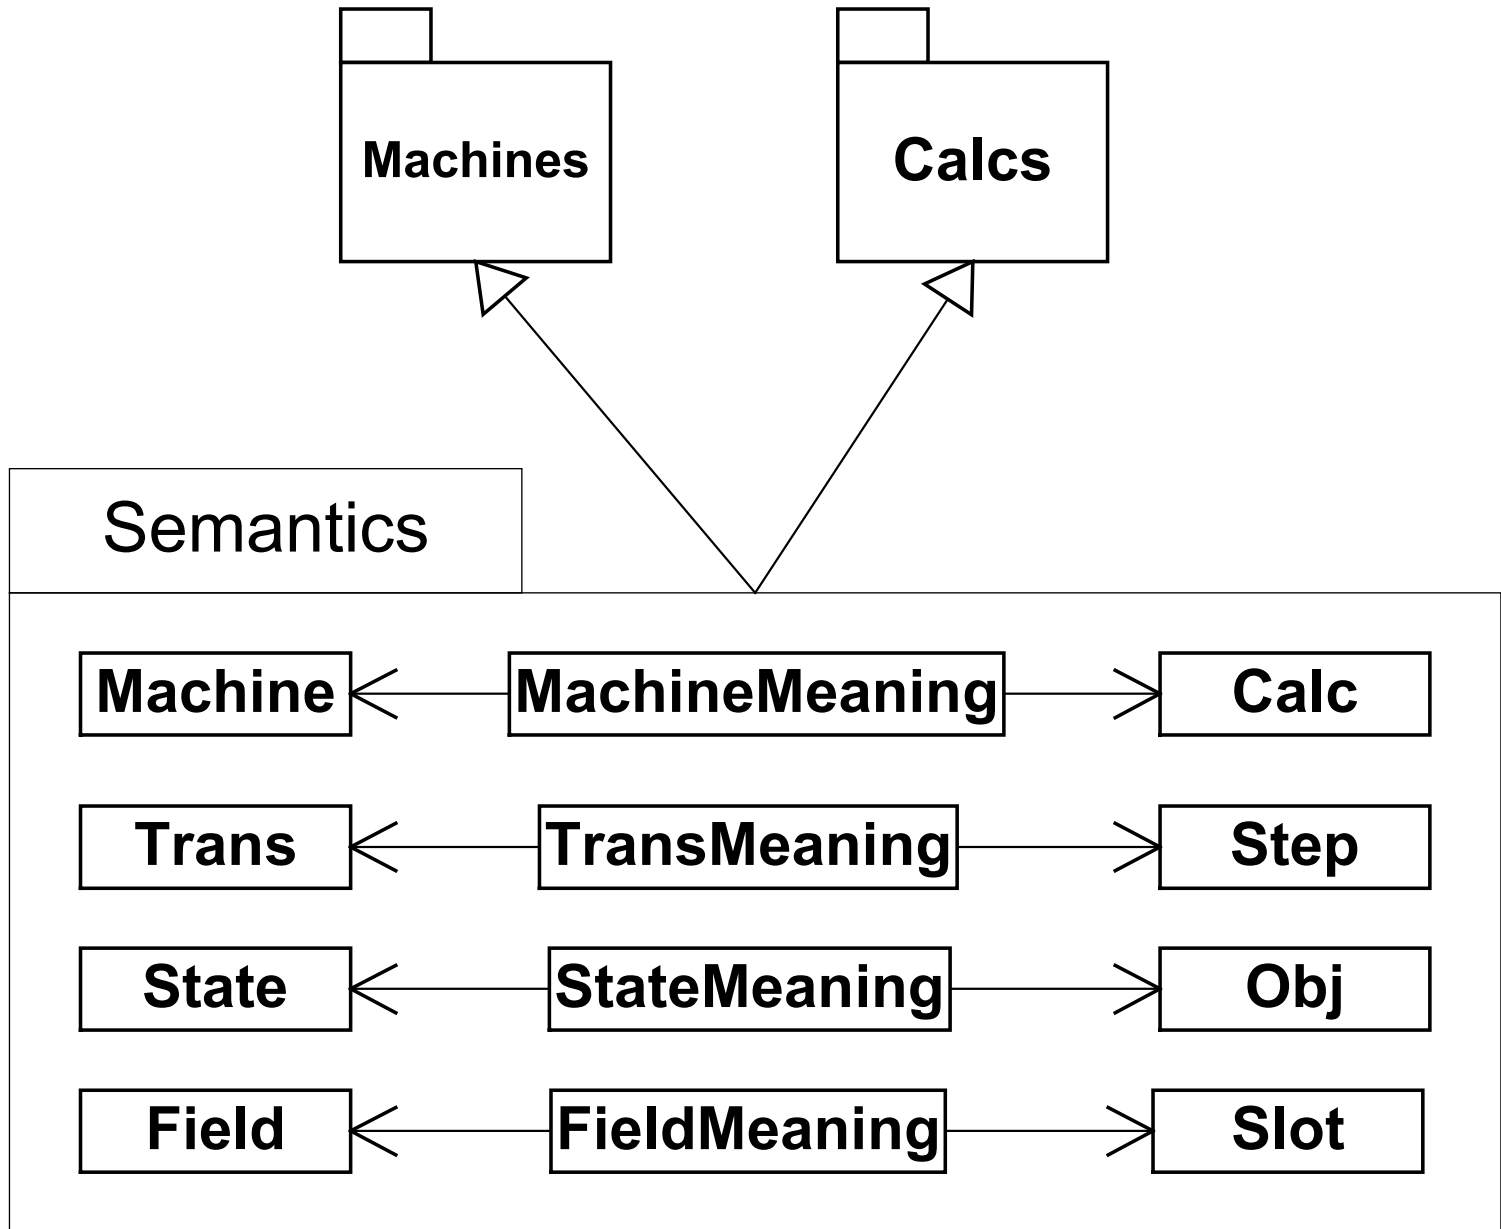 Machines Calcs
Semantics
Machine MachineMeaning Calc
Trans TransMeaning Step
State StateMeaning Obj
Field FieldMeaning Slot